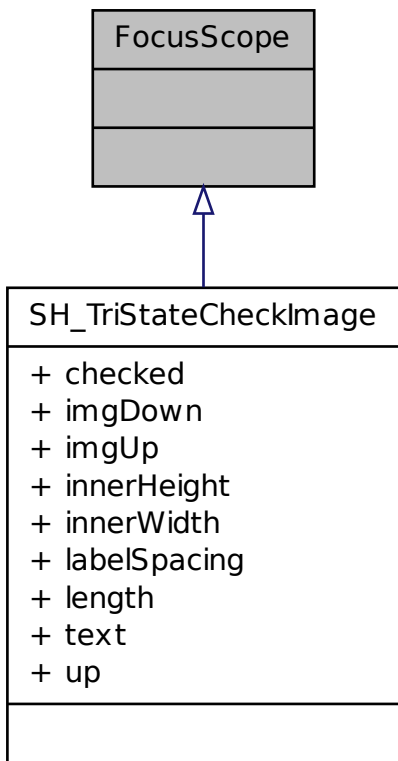 FocusScope
SH_TriStateCheckImage
+ checked
+ imgDown
+ imgUp
+ innerHeight
+ innerWidth
+ labelSpacing
+ length
+ text
+ up